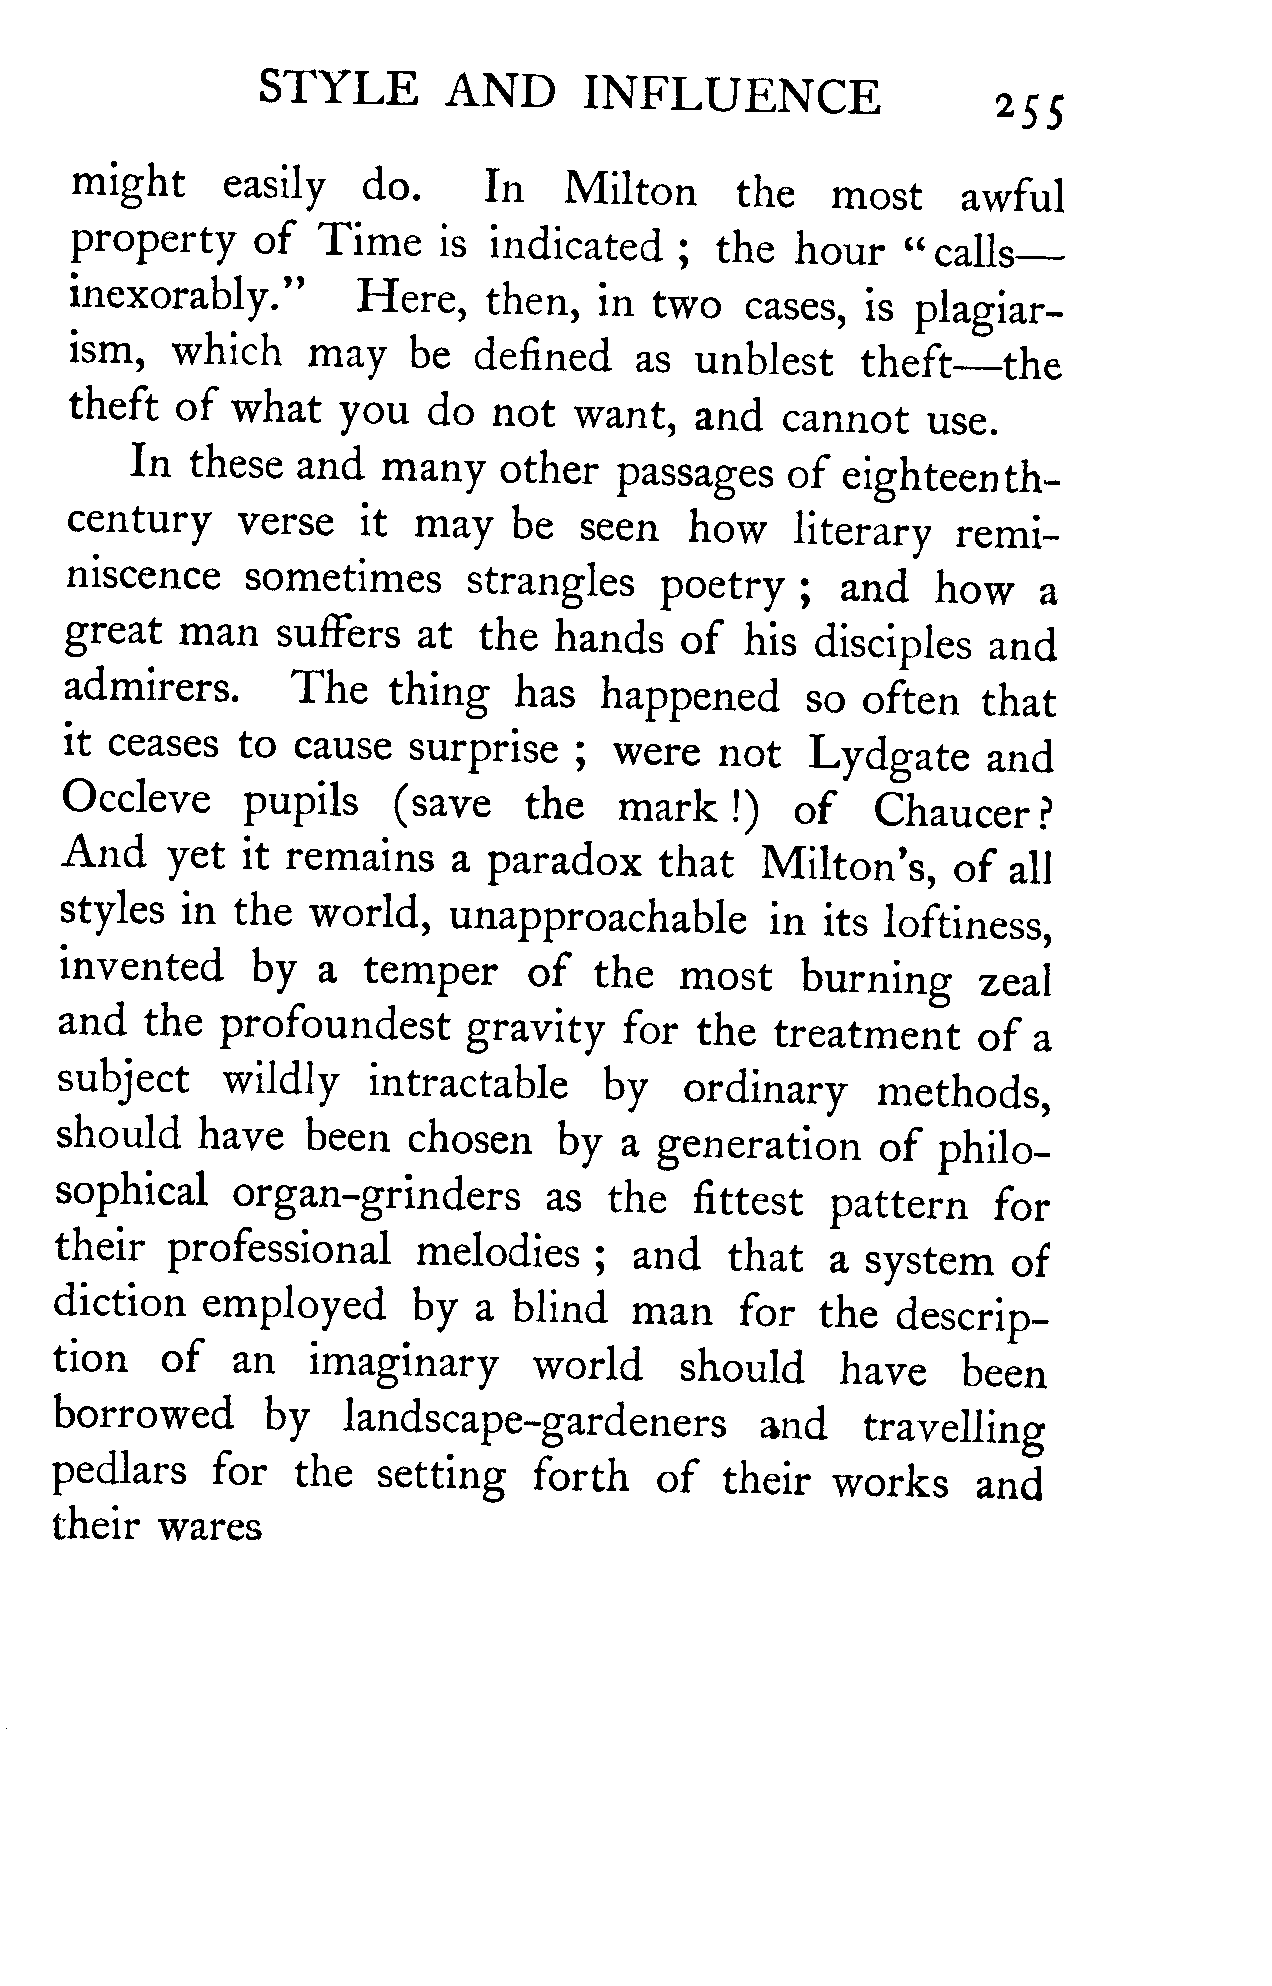 STYLE AND INFLUENCE 255
might easily do. In Milton the most awful
property of Time is indicated ; the hour “ calls—
inexorably.” Here, then, in two cases, is plagiar-
ism, which may be defined as unblest theft—the
theft of what you do not want, and cannot use.
In these and many other passages of eighteenth-
century verse it may be seen how literary remi-
niscence sometimes strangles poetry ; and how a
great man suffers at the hands of his disciples and
admirers. The thing has happened so often that
it ceases to cause surprise ; were not Lydgate and
Occleve pupils (save the mark !) of Chaucer ?
And yet it remains a paradox that Milton’s, of all
styles in the world, unapproachable in its loftiness,
invented by a temper of the most burning zeal
and the profoundest gravity for the treatment of a
subject wildly intractable by ordinary methods,
should have been chosen by a generation of philo-
sophical organ-grinders as the fittest pattern for
their professional melodies ; and that a system of
diction employed by a blind man for the descrip-
tion of an imaginary world should have been
borrowed by landscape-gardeners and travelling
pedlars for the setting forth of their works and
their wares